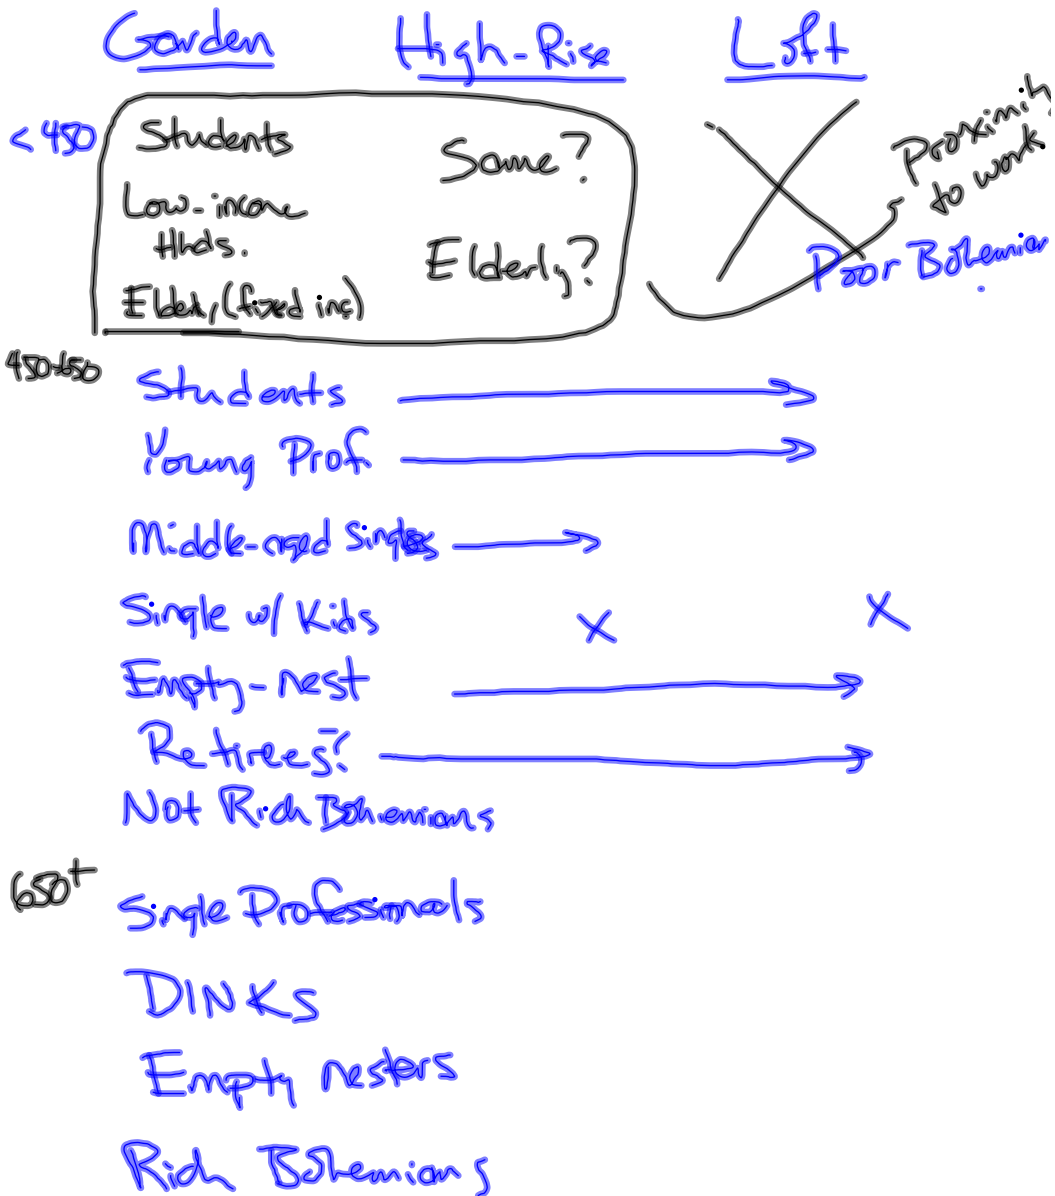 Garden High-Rise Loft
<450 Students Same?
Low-income
Hhds.
Elderly?
Elderly (fixed inc)
Proximity
to work
Poor Bohemian
450-650
Students
Young Prof.
Middle-aged Singles
Single w/ Kids X X
Empty-nest
Retirees?
Not Rich Bohemians
650+
Single Professionals
DINKS
Empty nesters
Rich Bohemians